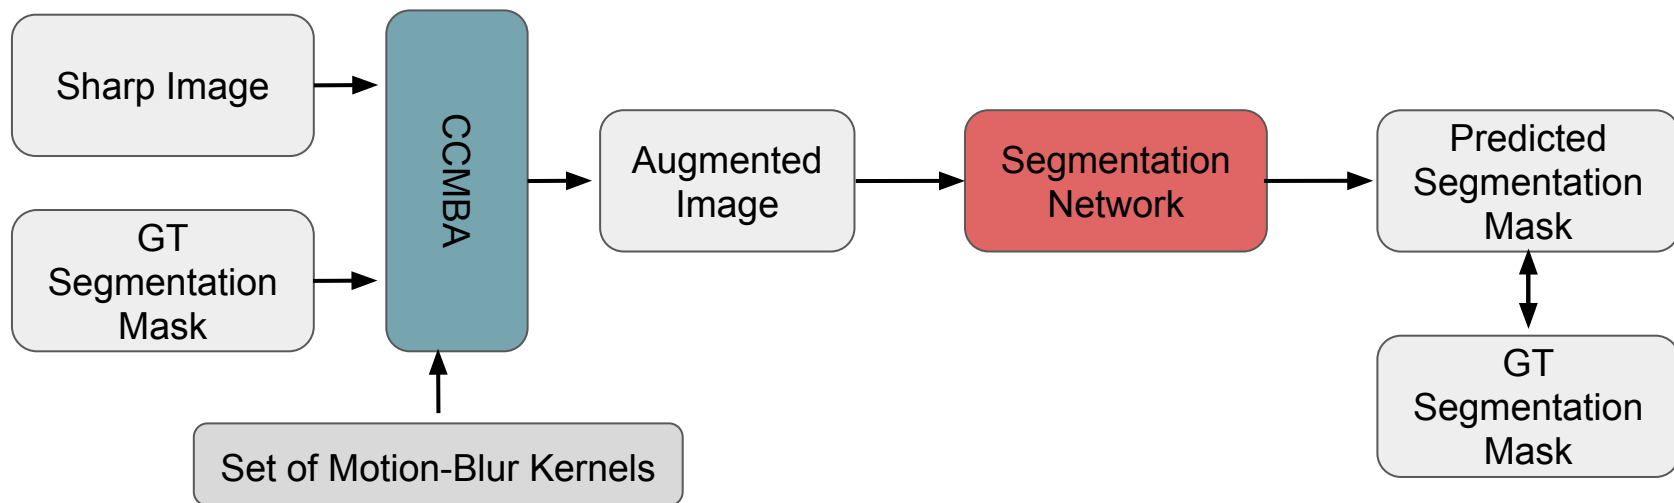 Sharp Image
GT
Segmentation
Mask
CCMBA
Set of Motion-Blur Kernels
Augmented
Image
Segmentation
Network
Predicted
Segmentation
Mask
GT
Segmentation
Mask